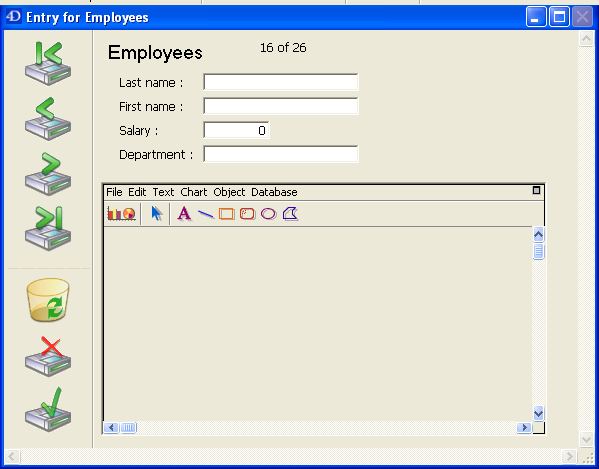 4D Entry for Employees
Employees 16 of 26
Last name :
First name :
Salary : 0
Department :
File Edit Text Chart Object Database
A